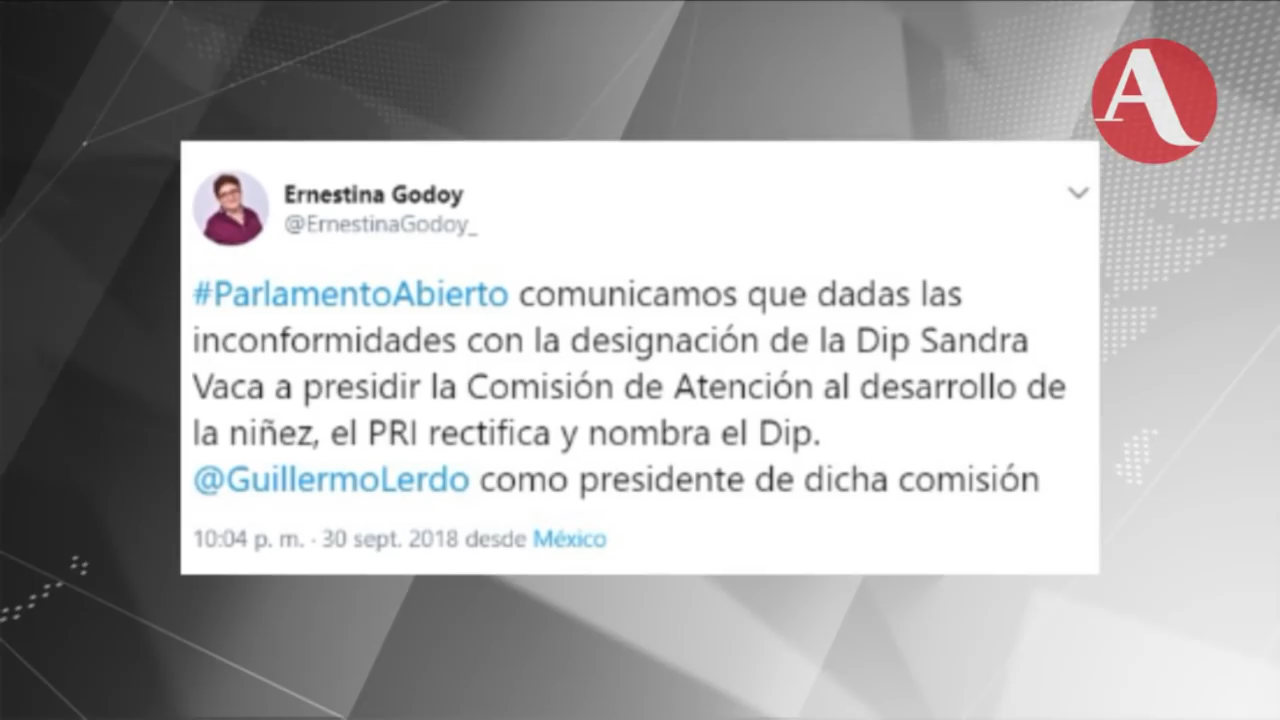 A
Ernestina Godoy
@ErnestinaGodoy_
#ParlamentoAbierto comunicamos que dadas las
inconformidades con la designación de la Dip Sandra
Vaca a presidir la Comisión de Atención al desarrollo de
la niñez, el PRI rectifica y nombra el Dip.
@GuillermoLerdo como presidente de dicha comisión
10:04 p. m. · 30 sept. 2018 desde México